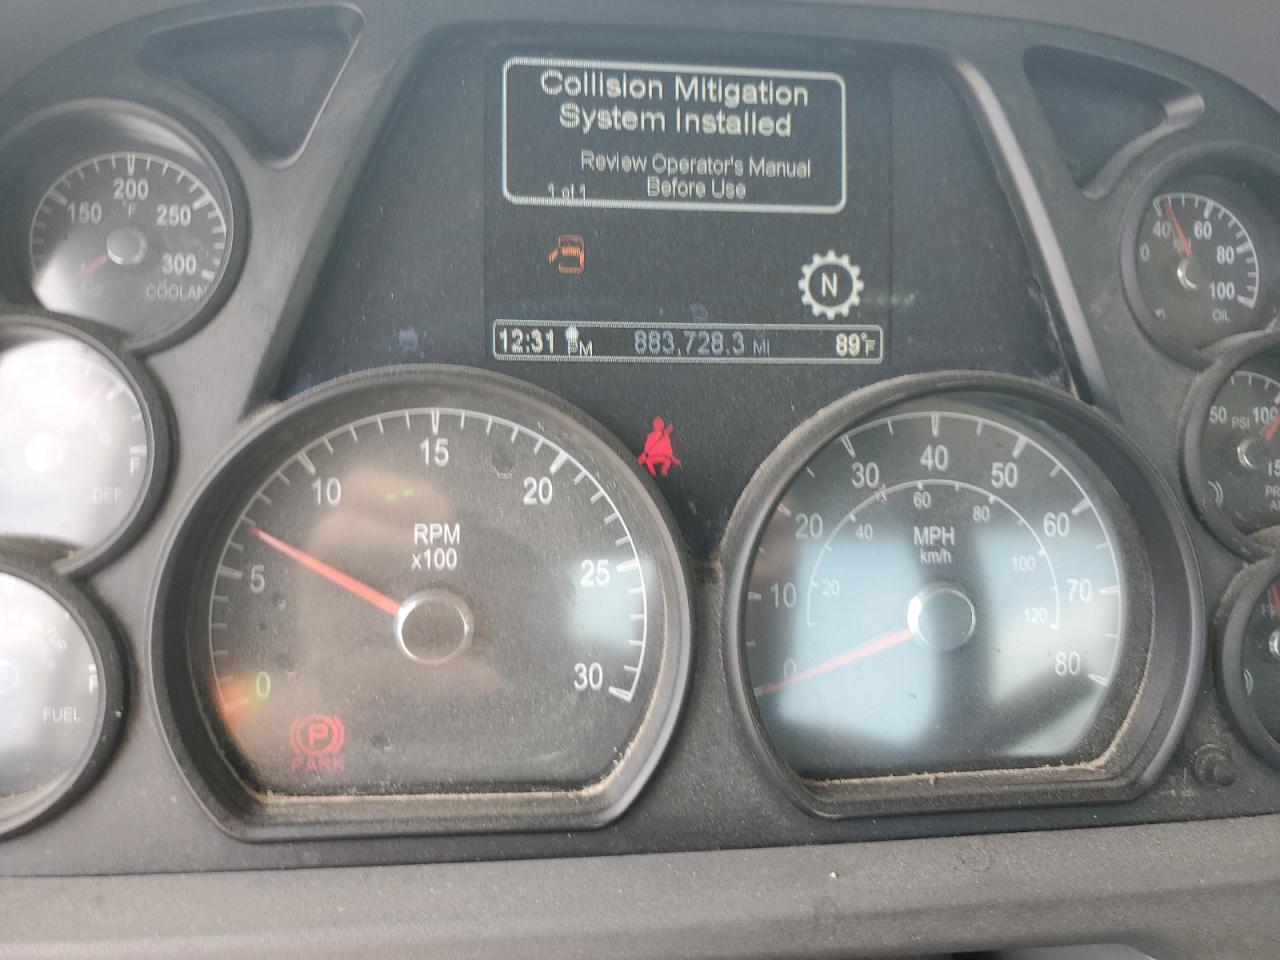 Collision Mitigation
System Installed
Review Operator's Manual
1 of 1
Before Use
N
12:31 PM 883,728.3 MI 89°F
150 200 250 300
°F
COOLANT
0 40 60 80 100
OIL
F
DEF
50 PSI 100
FUEL
0 5 10 15 20 25 30
RPM
x100
P
PARK
0 10 20 30 40 50 60 70 80
20 40 60 80 100 120
MPH
km/h